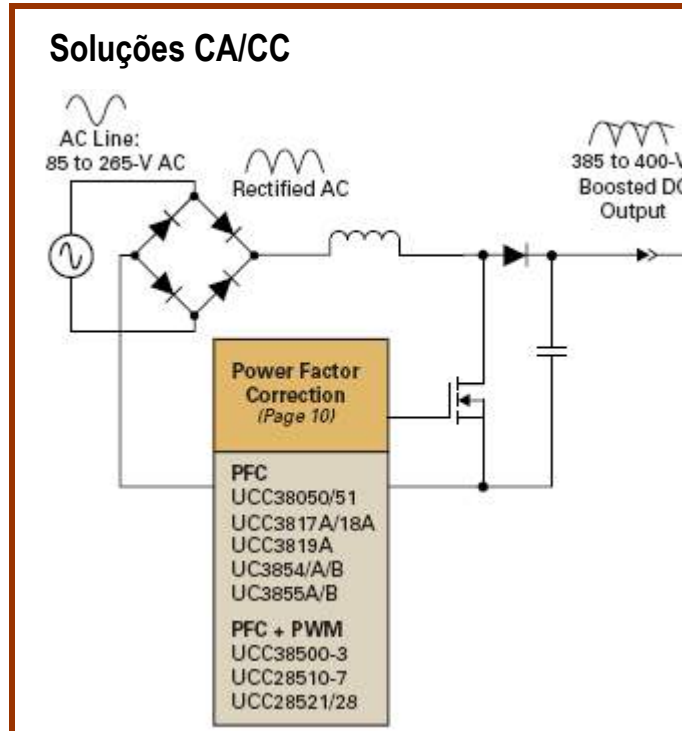 Soluções CA/CC
AC Line:
85 to 265-V AC
Rectified AC
385 to 400-V
Boosted DC
Output
Power Factor
Correction
(Page 10)
PFC
UCC38050/51
UCC3817A/18A
UCC3819A
UC3854/A/B
UC3855A/B
PFC + PWM
UCC38500-3
UCC28510-7
UCC28521/28